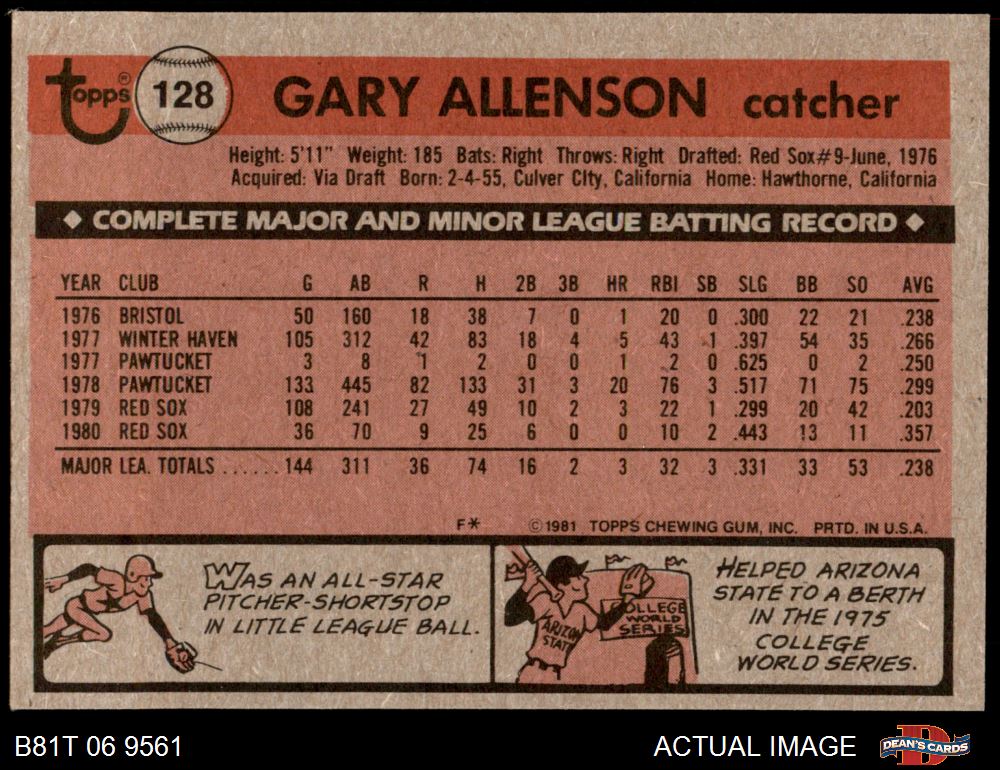 Topps® 128 GARY ALLENSON catcher
Height: 5'11" Weight: 185 Bats: Right Throws: Right Drafted: Red Sox#9-June, 1976
Acquired: Via Draft Born: 2-4-55, Culver City, California Home: Hawthorne, California
◆ COMPLETE MAJOR AND MINOR LEAGUE BATTING RECORD ◆
YEAR CLUB G AB R H 2B 3B HR RBI SB SLG BB SO AVG
1976 BRISTOL 50 160 18 38 7 0 1 20 0 .300 22 21 .238
1977 WINTER HAVEN 105 312 42 83 18 4 5 43 1 .397 54 35 .266
1977 PAWTUCKET 3 8 1 2 0 0 1 2 0 .625 0 2 .250
1978 PAWTUCKET 133 445 82 133 31 3 20 76 3 .517 71 75 .299
1979 RED SOX 108 241 27 49 10 2 3 22 1 .299 20 42 .203
1980 RED SOX 36 70 9 25 6 0 0 10 2 .443 13 11 .357
MAJOR LEA. TOTALS ...... 144 311 36 74 16 2 3 32 3 .331 33 53 .238
F* ©1981 TOPPS CHEWING GUM, INC. PRTD. IN U.S.A.
WAS AN ALL-STAR
PITCHER-SHORTSTOP
IN LITTLE LEAGUE BALL.
ARIZONA
STATE
COLLEGE
WORLD
SERIES
HELPED ARIZONA
STATE TO A BERTH
IN THE 1975
COLLEGE
WORLD SERIES.
B81T 06 9561 ACTUAL IMAGE D DEAN'S CARDS